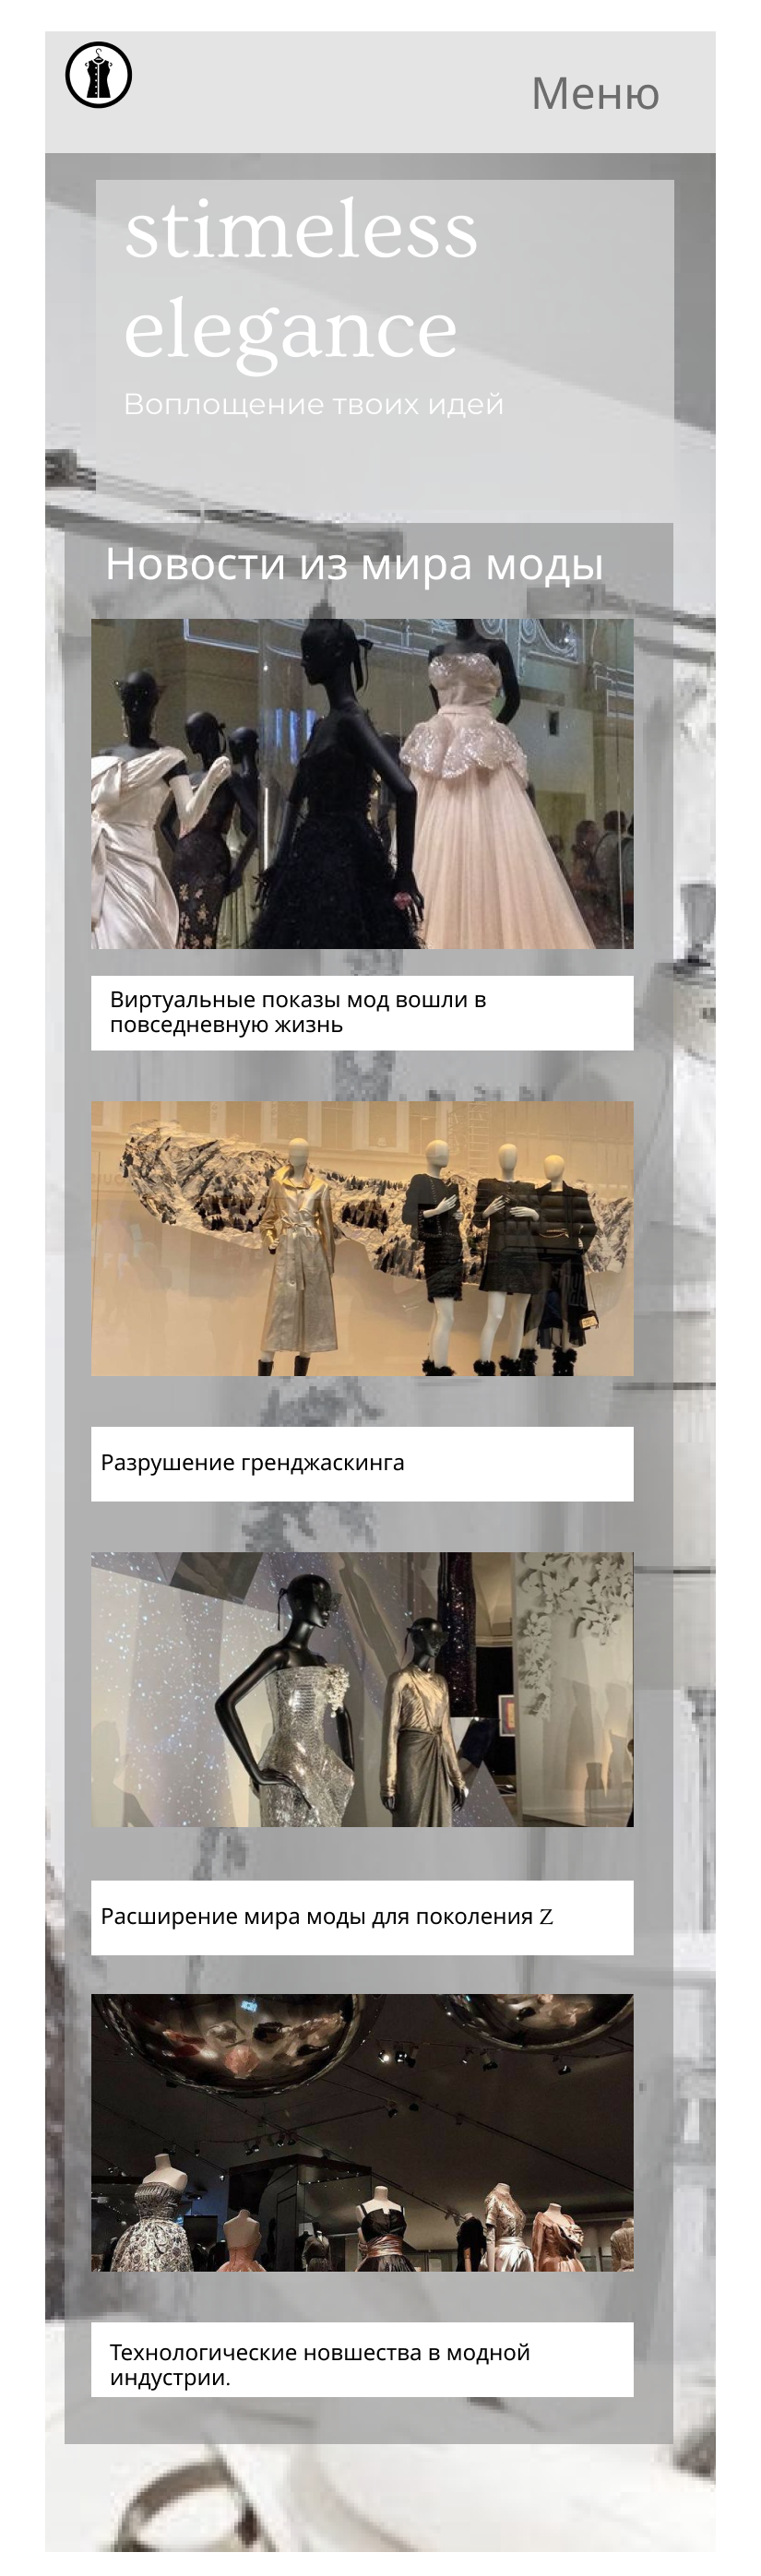 Меню
stimeless
elegance
Воплощение твоих идей
Новости из мира моды
Виртуальные показы мод вошли в
повседневную жизнь
Разрушение гренджаскинга
Расширение мира моды для поколения Z
Технологические новшества в модной
индустрии.